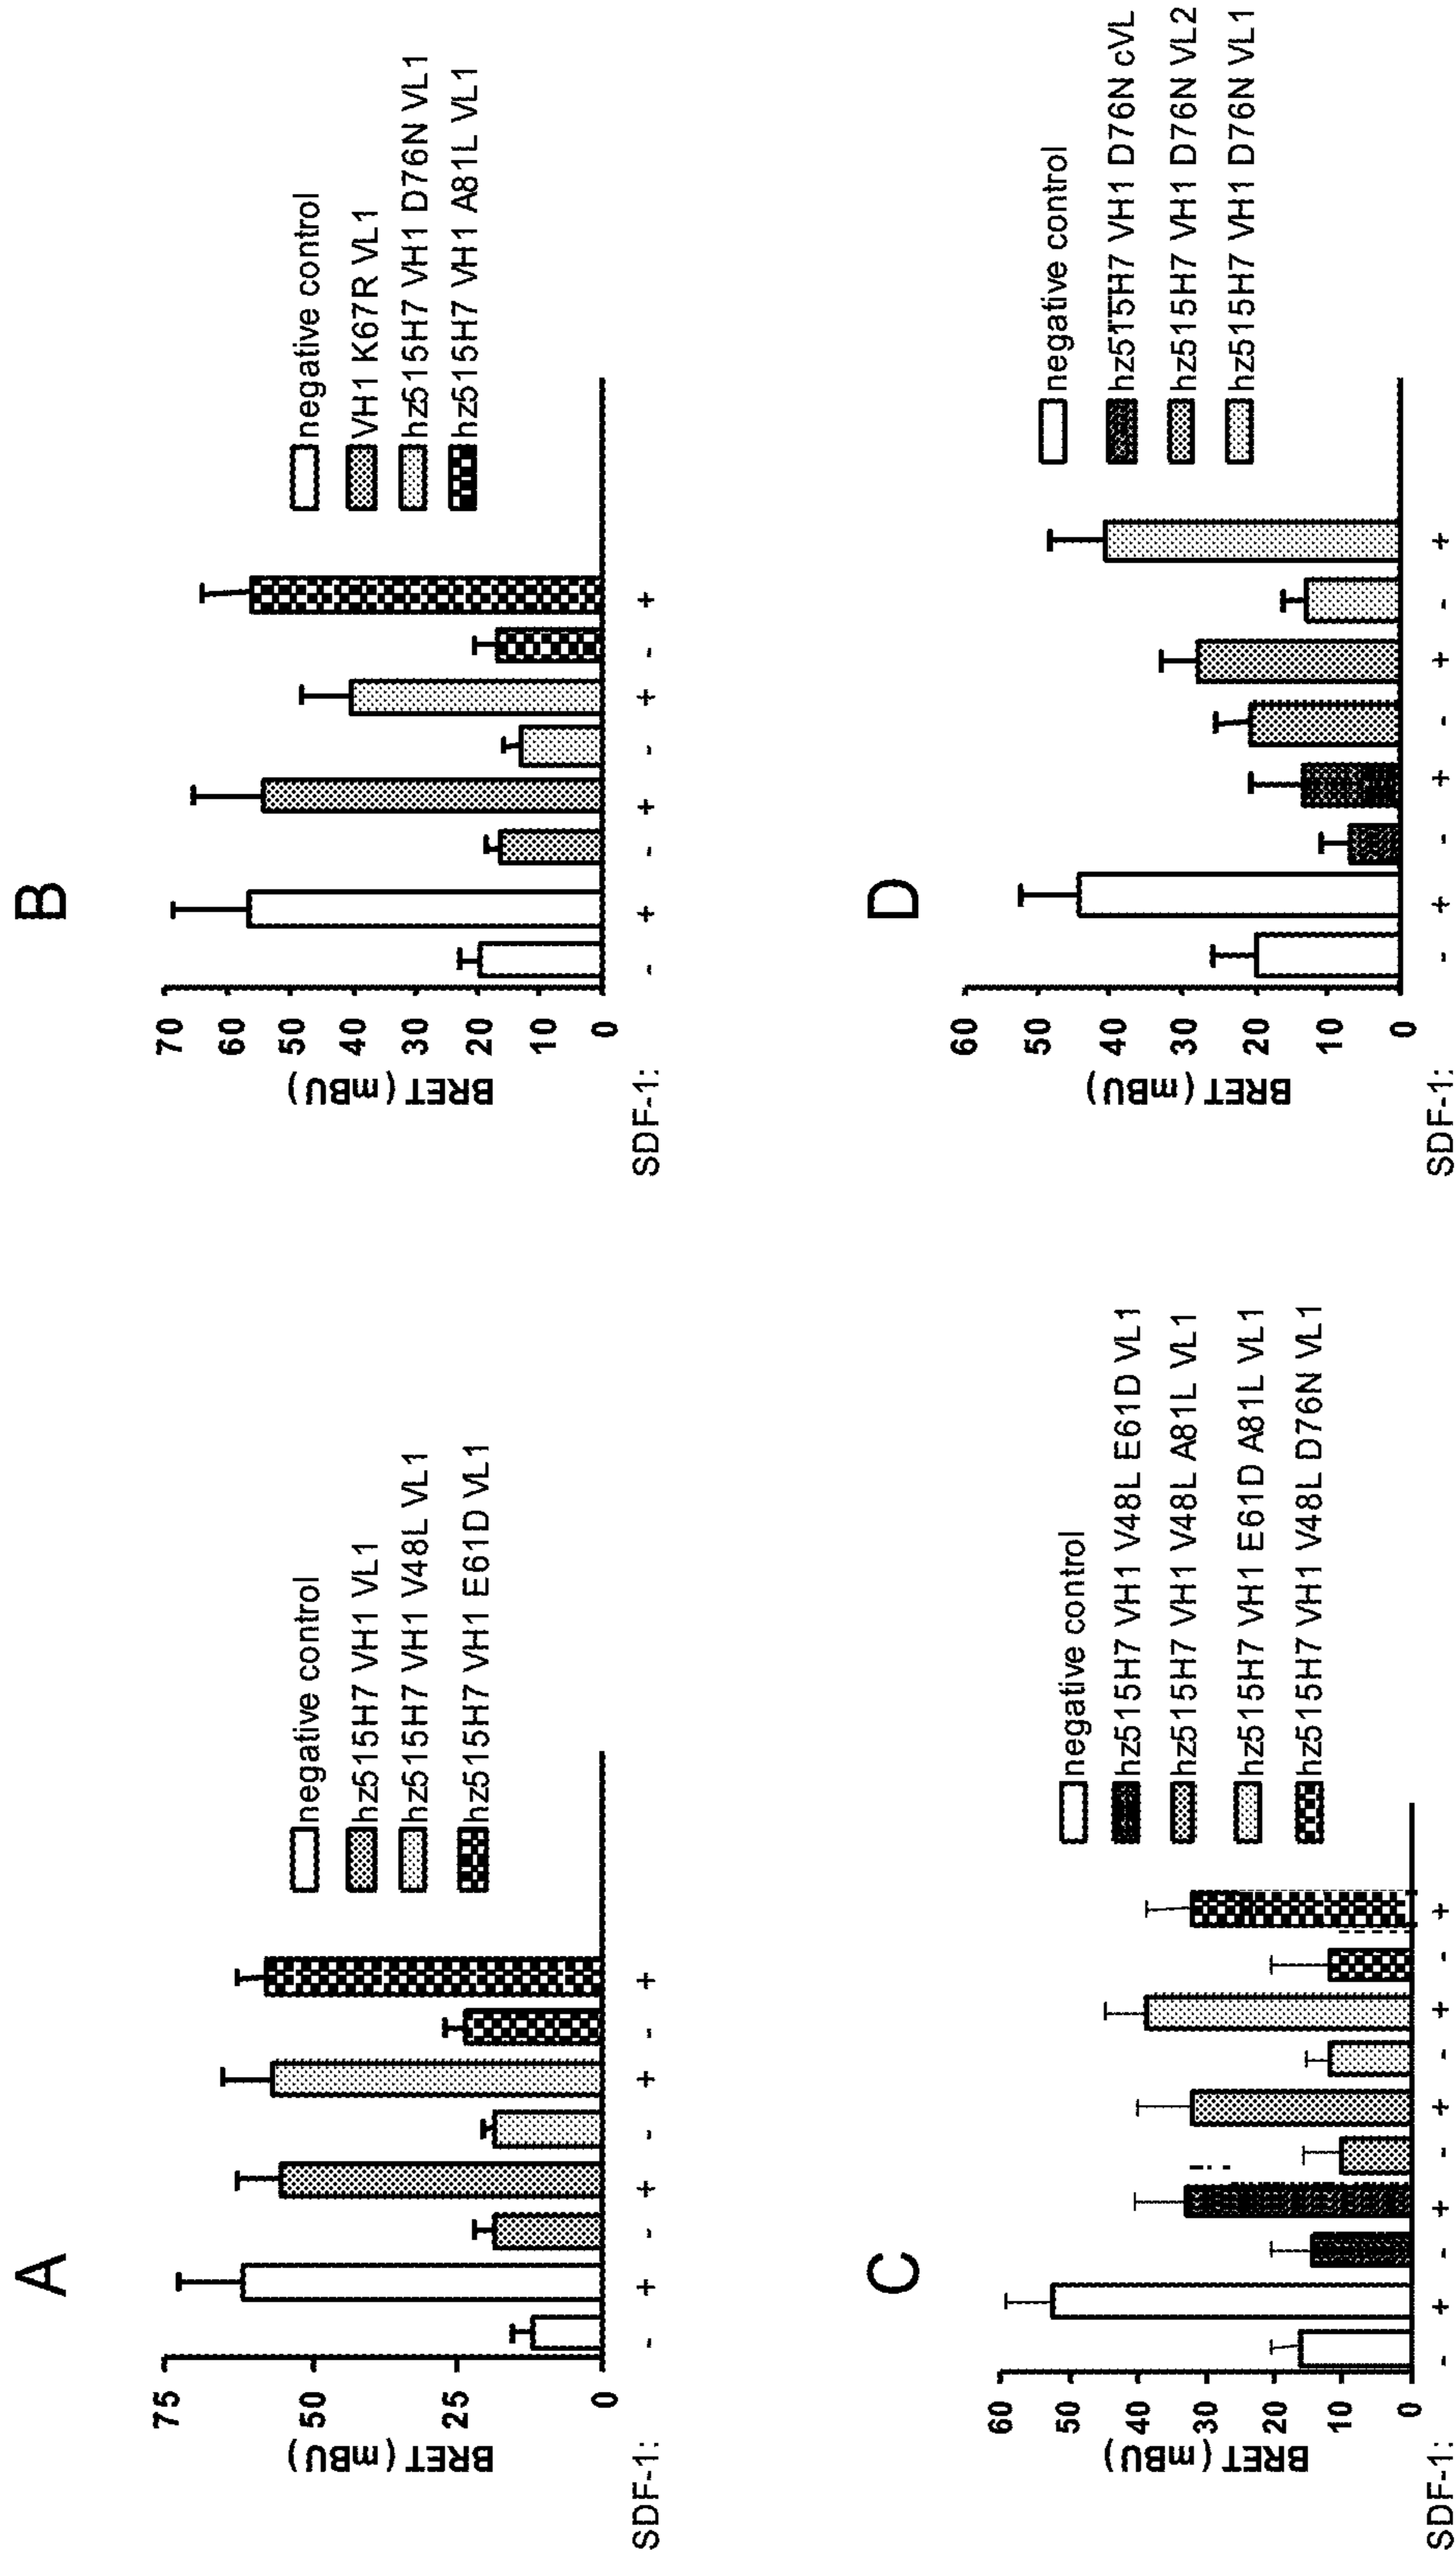 A
BRET (mBU)
75
50
25
0
SDF-1:
- + - + - + - +
negative control
hz515H7 VH1 VL1
hz515H7 VH1 V48L VL1
hz515H7 VH1 E61D VL1
B
BRET (mBU)
70
60
50
40
30
20
10
0
SDF-1:
- + - + - + - +
negative control
VH1 K67R VL1
hz515H7 VH1 D76N VL1
hz515H7 VH1 A81L VL1
C
BRET (mBU)
60
50
40
30
20
10
0
SDF-1:
- + - + - + - + - +
negative control
hz515H7 VH1 V48L E61D VL1
hz515H7 VH1 V48L A81L VL1
hz515H7 VH1 E61D A81L VL1
hz515H7 VH1 V48L D76N VL1
D
BRET (mBU)
60
50
40
30
20
10
0
SDF-1:
- + - + - + - +
negative control
hz515H7 VH1 D76N cVL
hz515H7 VH1 D76N VL2
hz515H7 VH1 D76N VL1